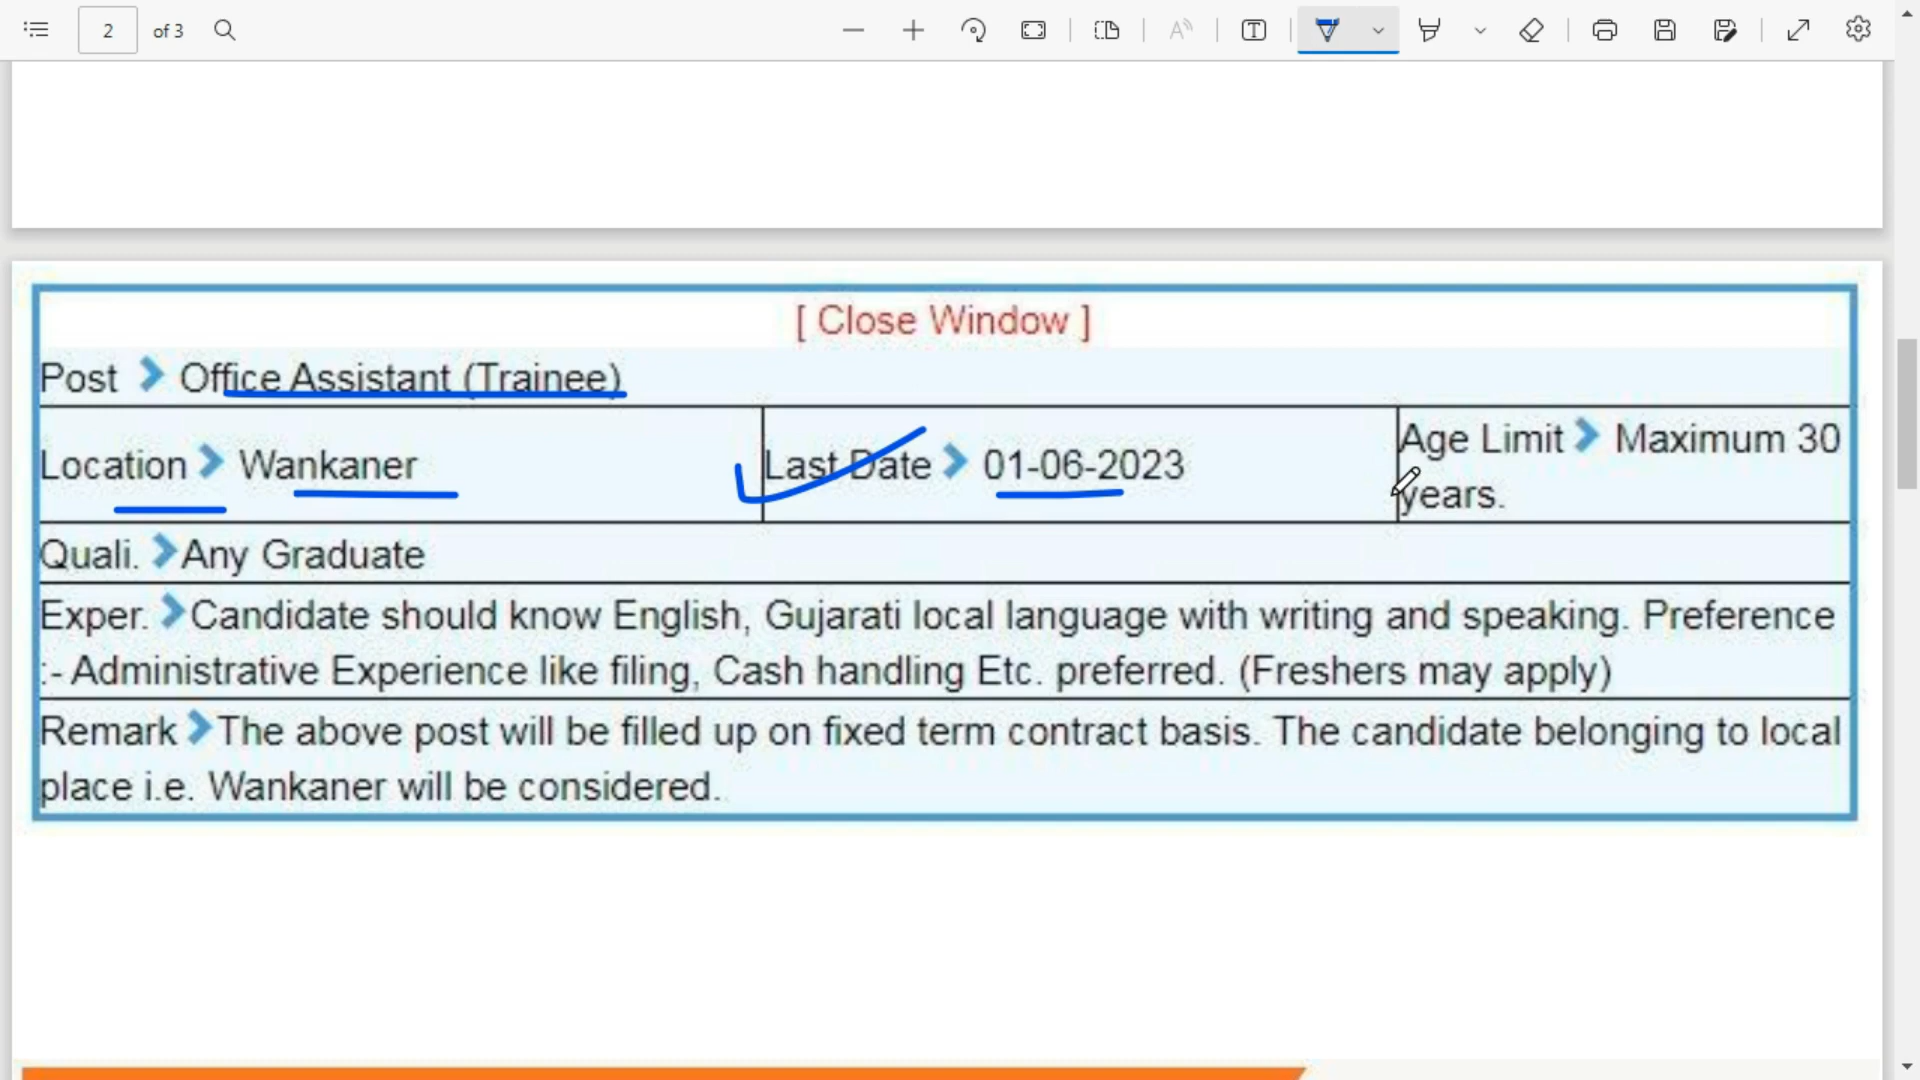 2 of 3
[ Close Window ]
Post Office Assistant (Trainee)
Location Wankaner
Last Date 01-06-2023
Age Limit Maximum 30
years.
Quali. Any Graduate
Exper. Candidate should know English, Gujarati local language with writing and speaking. Preference
:- Administrative Experience like filing, Cash handling Etc. preferred. (Freshers may apply)
Remark The above post will be filled up on fixed term contract basis. The candidate belonging to local
place i.e. Wankaner will be considered.